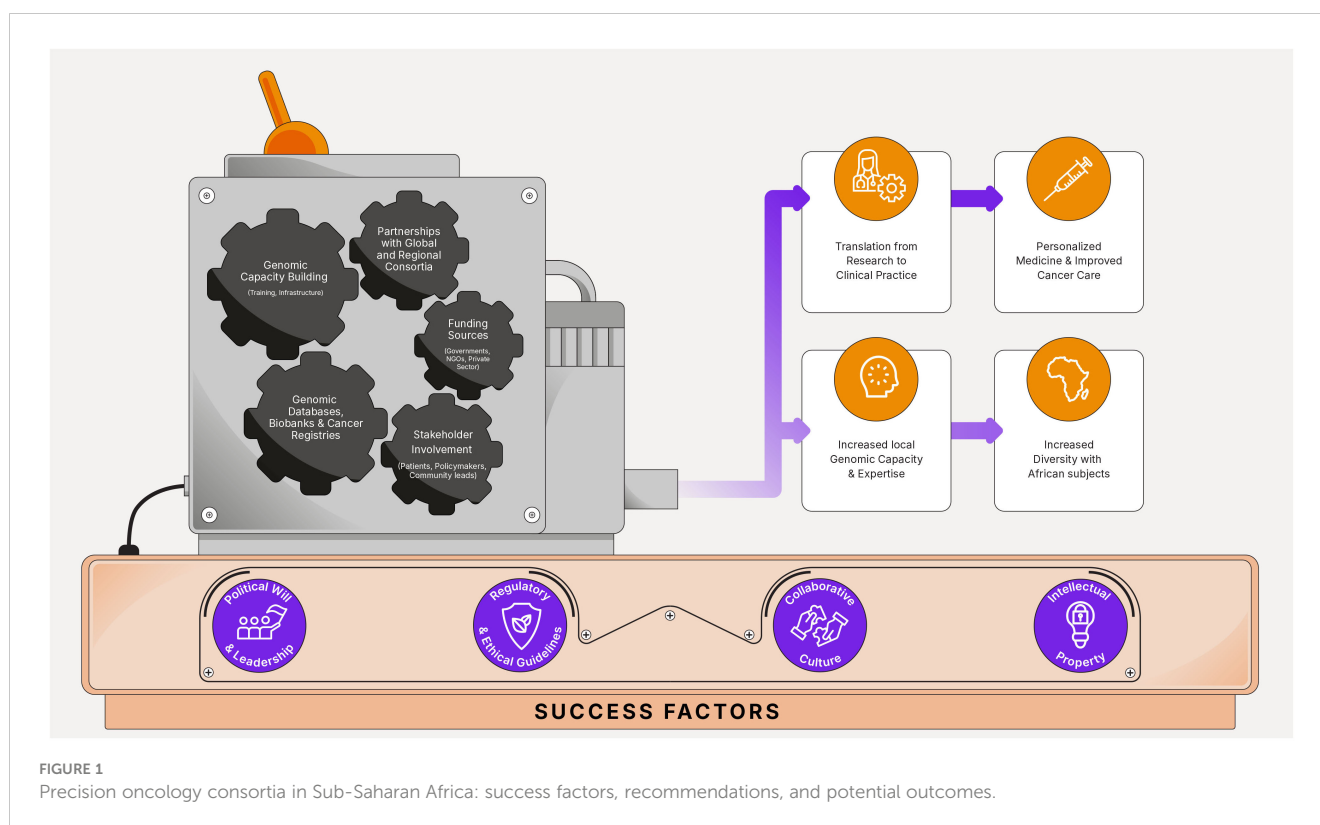 Genomic
Capacity Building
(Training, Infrastructure)
Partnerships
with Global
and Regional
Consortia
Funding
Sources
(Governments,
NGOs, Private
Sector)
Genomic
Databases,
Biobanks & Cancer
Registries
Stakeholder
Involvement
(Patients, Policymakers,
Community leads)
Translation from
Research to
Clinical Practice
Personalized
Medicine & Improved
Cancer Care
Increased local
Genomic Capacity
& Expertise
Increased
Diversity with
African subjects
Political Will
& Leadership
Regulatory
& Ethical Guidelines
Collaborative
Culture
Intellectual
Property
SUCCESS FACTORS
FIGURE 1
Precision oncology consortia in Sub-Saharan Africa: success factors, recommendations, and potential outcomes.